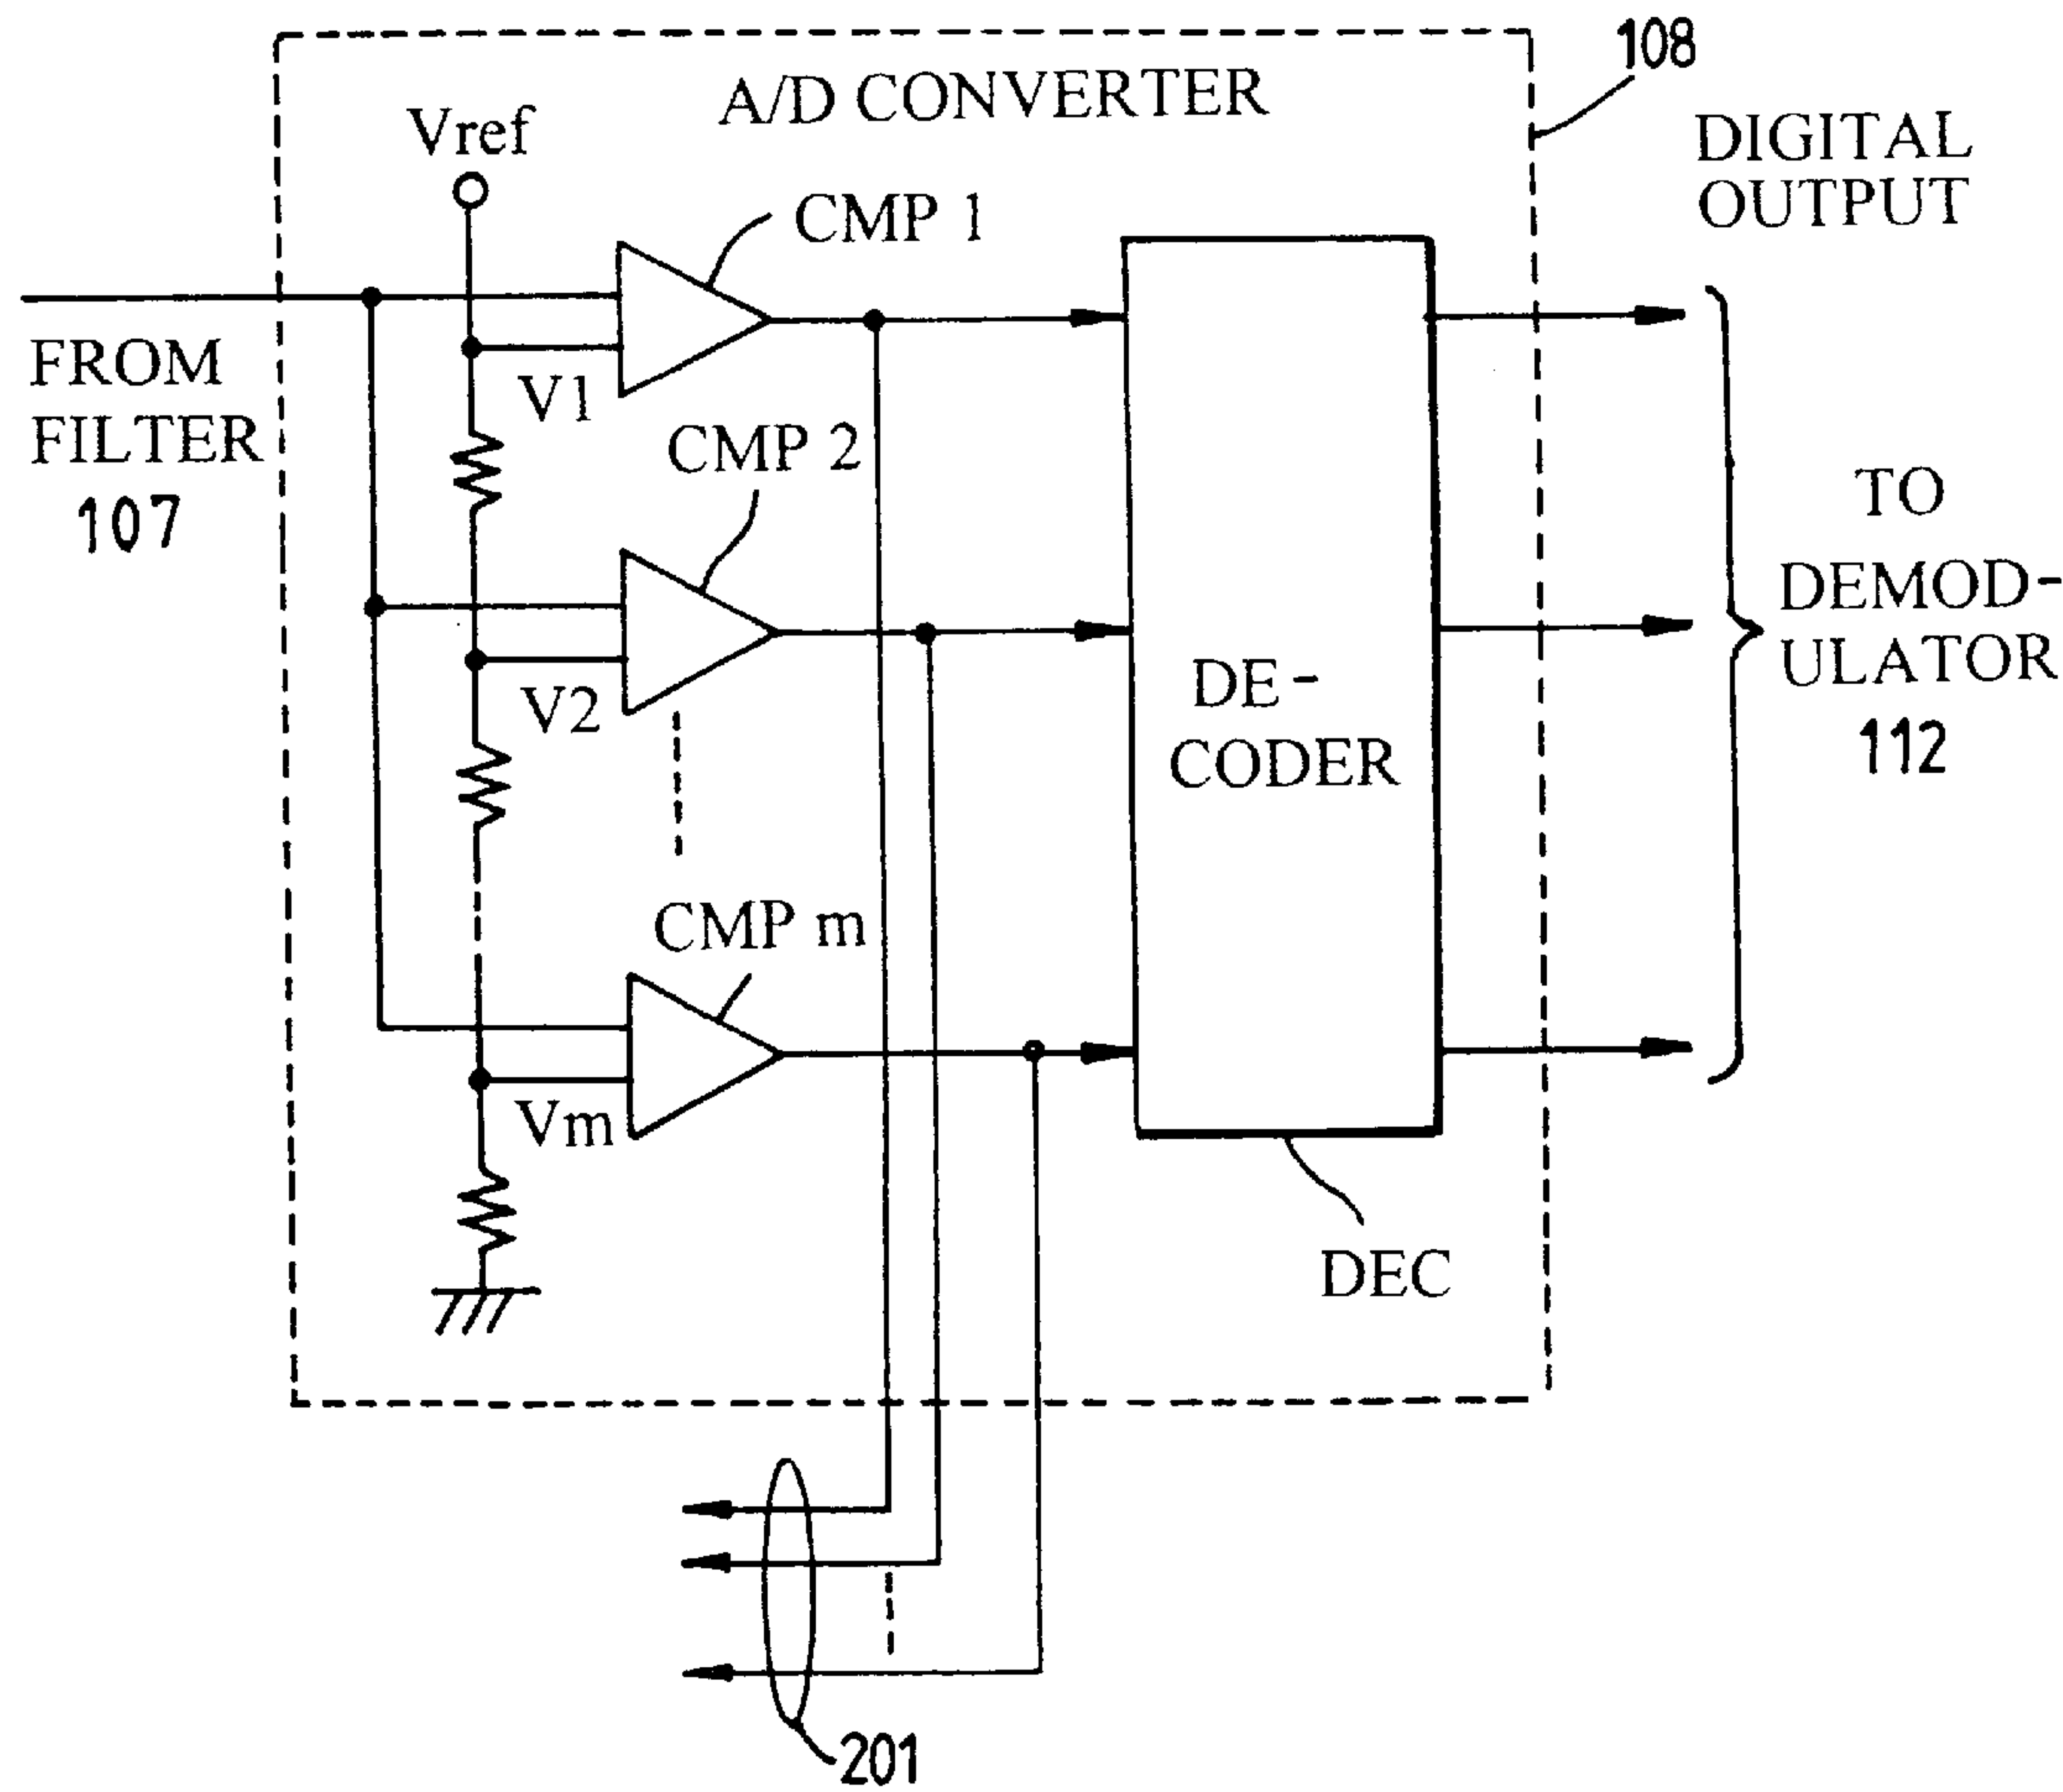 108
A/D CONVERTER
Vref
DIGITAL
OUTPUT
CMP 1
FROM
FILTER
107
V1
CMP 2
TO
DEMOD-
ULATOR
112
V2
DE-
CODER
CMP m
Vm
DEC
201